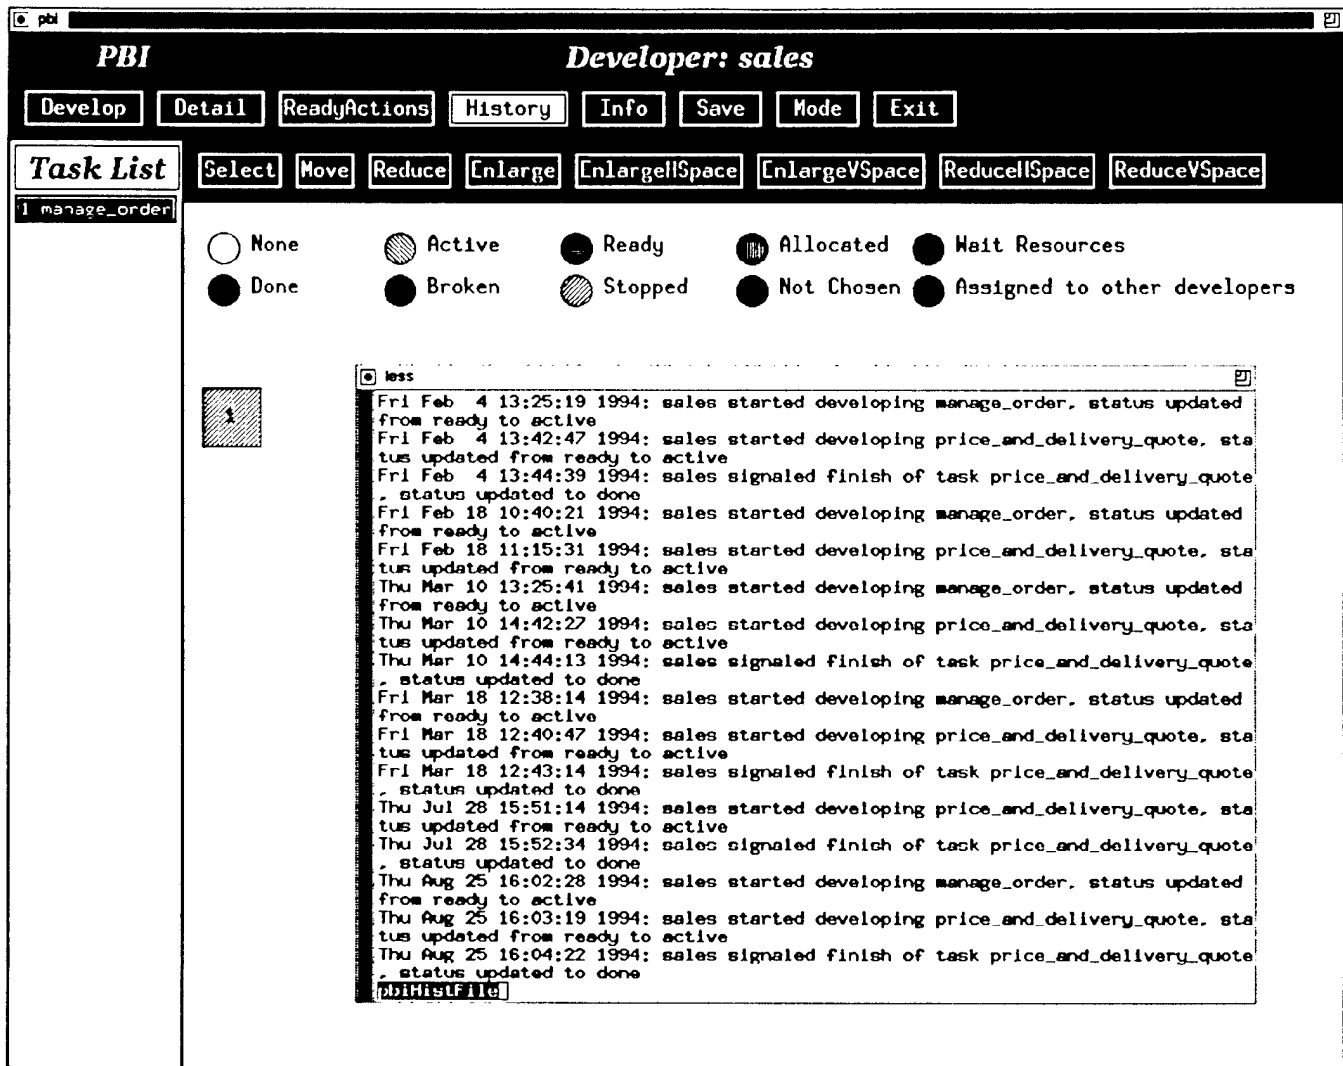 pbi
PBI Developer: sales
Develop Detail ReadyActions History Info Save Mode Exit
Task List Select Move Reduce Enlarge EnlargeHSpace EnlargeVSpace ReduceHSpace ReduceVSpace
1 manage_order
None Active Ready Allocated Wait Resources
Done Broken Stopped Not Chosen Assigned to other developers
1
less
Fri Feb  4 13:25:19 1994: sales started developing manage_order, status updated
from ready to active
Fri Feb  4 13:42:47 1994: sales started developing price_and_delivery_quote, sta
tus updated from ready to active
Fri Feb  4 13:44:39 1994: sales signaled finish of task price_and_delivery_quote
, status updated to done
Fri Feb 18 10:40:21 1994: sales started developing manage_order, status updated
from ready to active
Fri Feb 18 11:15:31 1994: sales started developing price_and_delivery_quote, sta
tus updated from ready to active
Thu Mar 10 13:25:41 1994: sales started developing manage_order, status updated
from ready to active
Thu Mar 10 14:42:27 1994: sales started developing price_and_delivery_quote, sta
tus updated from ready to active
Thu Mar 10 14:44:13 1994: sales signaled finish of task price_and_delivery_quote
, status updated to done
Fri Mar 18 12:38:14 1994: sales started developing manage_order, status updated
from ready to active
Fri Mar 18 12:40:47 1994: sales started developing price_and_delivery_quote, sta
tus updated from ready to active
Fri Mar 18 12:43:14 1994: sales signaled finish of task price_and_delivery_quote
, status updated to done
Thu Jul 28 15:51:14 1994: sales started developing price_and_delivery_quote, sta
tus updated from ready to active
Thu Jul 28 15:52:34 1994: sales signaled finish of task price_and_delivery_quote
, status updated to done
Thu Aug 25 16:02:28 1994: sales started developing manage_order, status updated
from ready to active
Thu Aug 25 16:03:19 1994: sales started developing price_and_delivery_quote, sta
tus updated from ready to active
Thu Aug 25 16:04:22 1994: sales signaled finish of task price_and_delivery_quote
, status updated to done
pbiHistFile